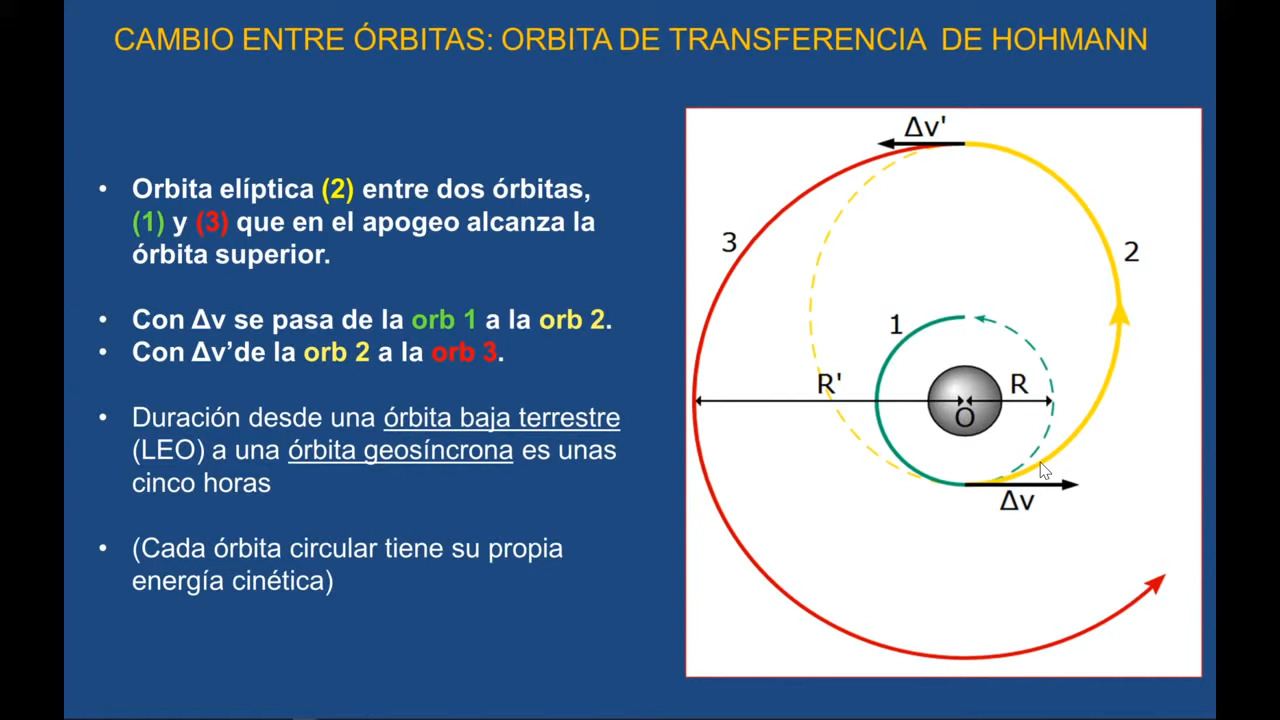 CAMBIO ENTRE ÓRBITAS: ORBITA DE TRANSFERENCIA DE HOHMANN
• Orbita elíptica (2) entre dos órbitas,
(1) y (3) que en el apogeo alcanza la
órbita superior.
• Con Δv se pasa de la orb 1 a la orb 2.
• Con Δv’de la orb 2 a la orb 3.
• Duración desde una órbita baja terrestre
(LEO) a una órbita geosíncrona es unas
cinco horas
• (Cada órbita circular tiene su propia
energía cinética)
Δv'
3
2
1
R'
R
O
Δv